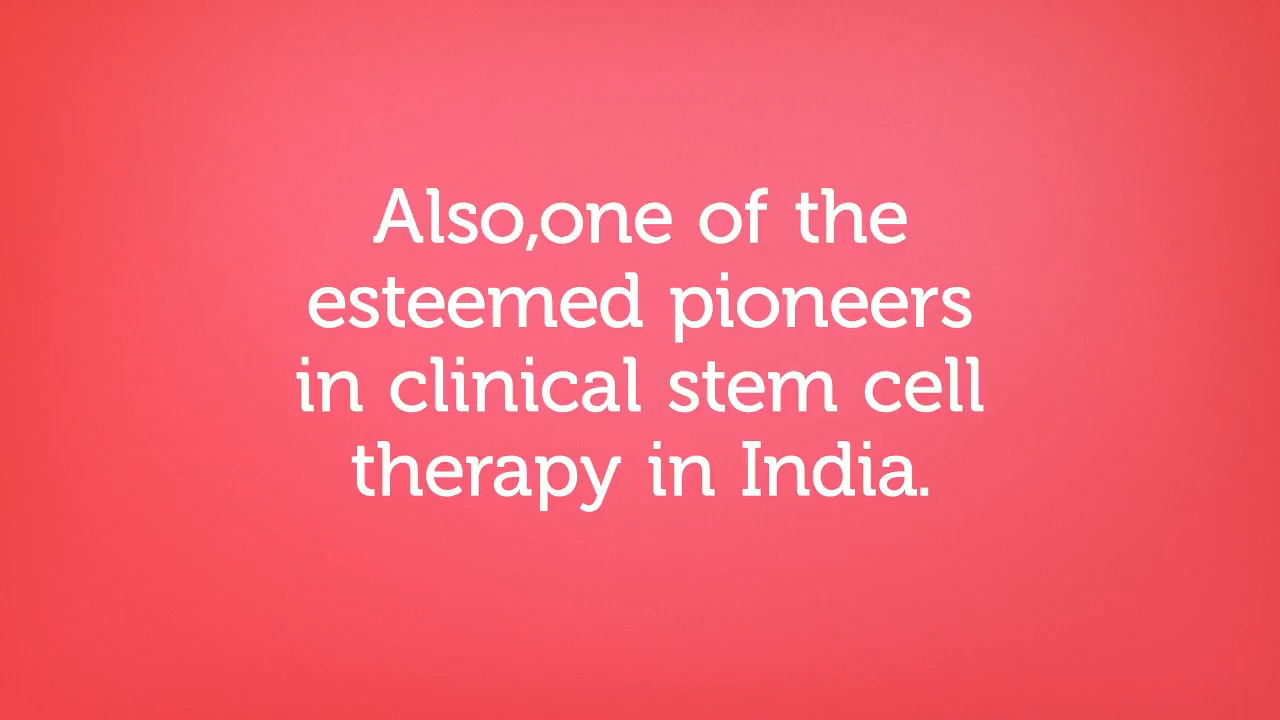 Also,one of the
esteemed pioneers
in clinical stem cell
therapy in India.